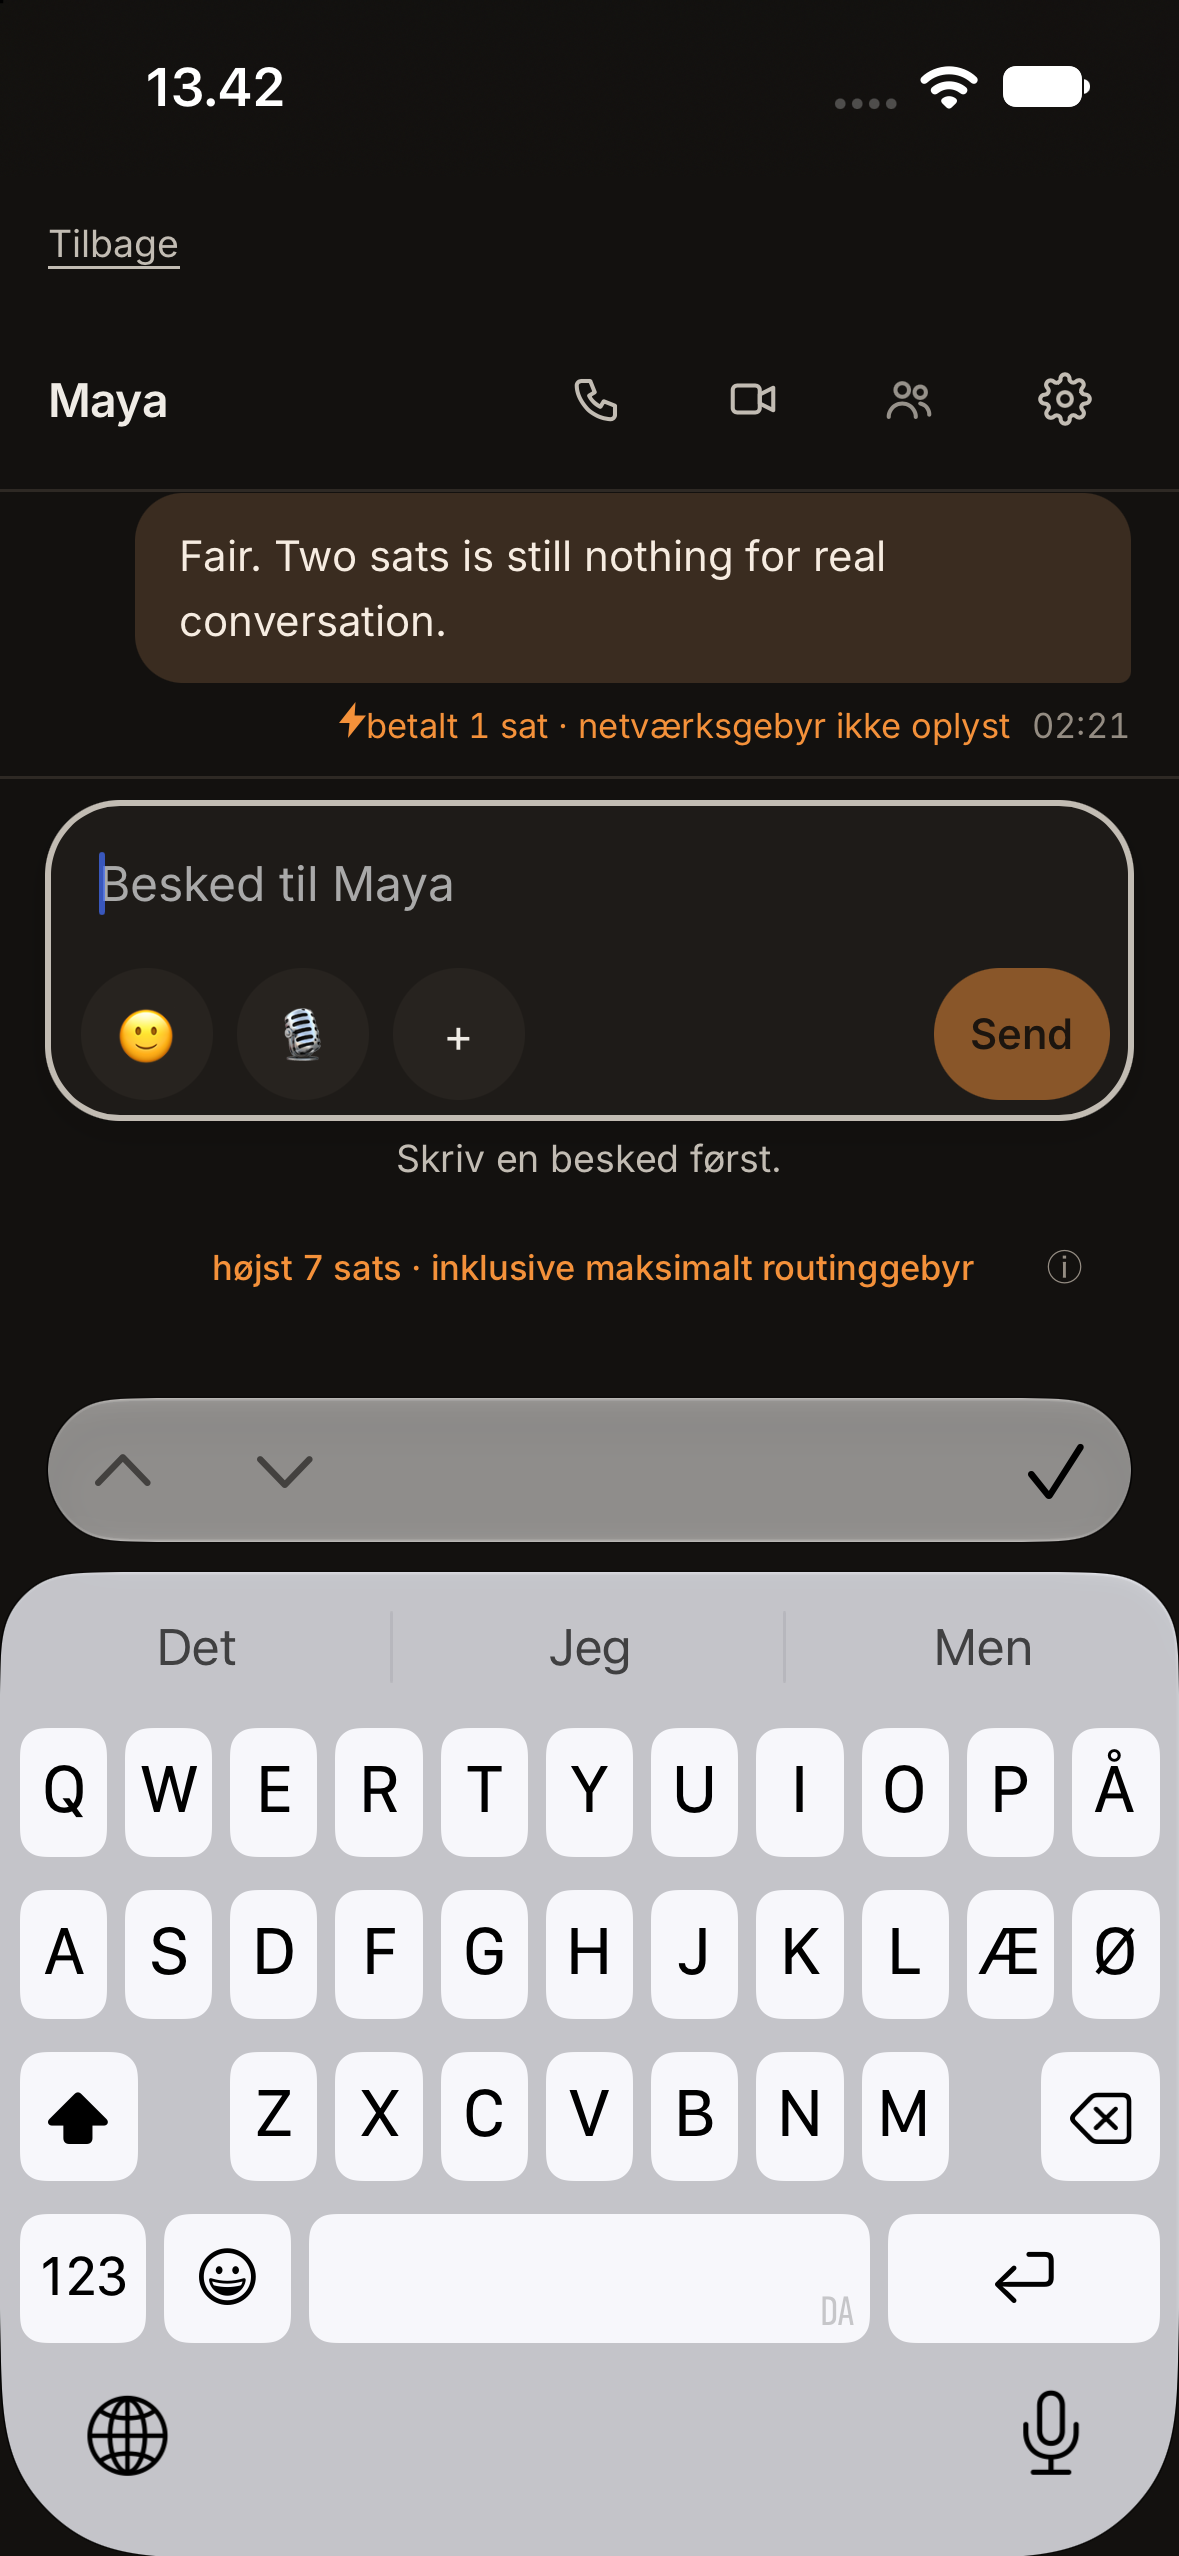 13.42
Tilbage
Maya
Fair. Two sats is still nothing for real
conversation.
betalt 1 sat · netværksgebyr ikke oplyst 02:21
Besked til Maya
+
Send
Skriv en besked først.
højst 7 sats · inklusive maksimalt routinggebyr ⓘ
Det Jeg Men
Q W E R T Y U I O P Å
A S D F G H J K L Æ Ø
Z X C V B N M
123
DA